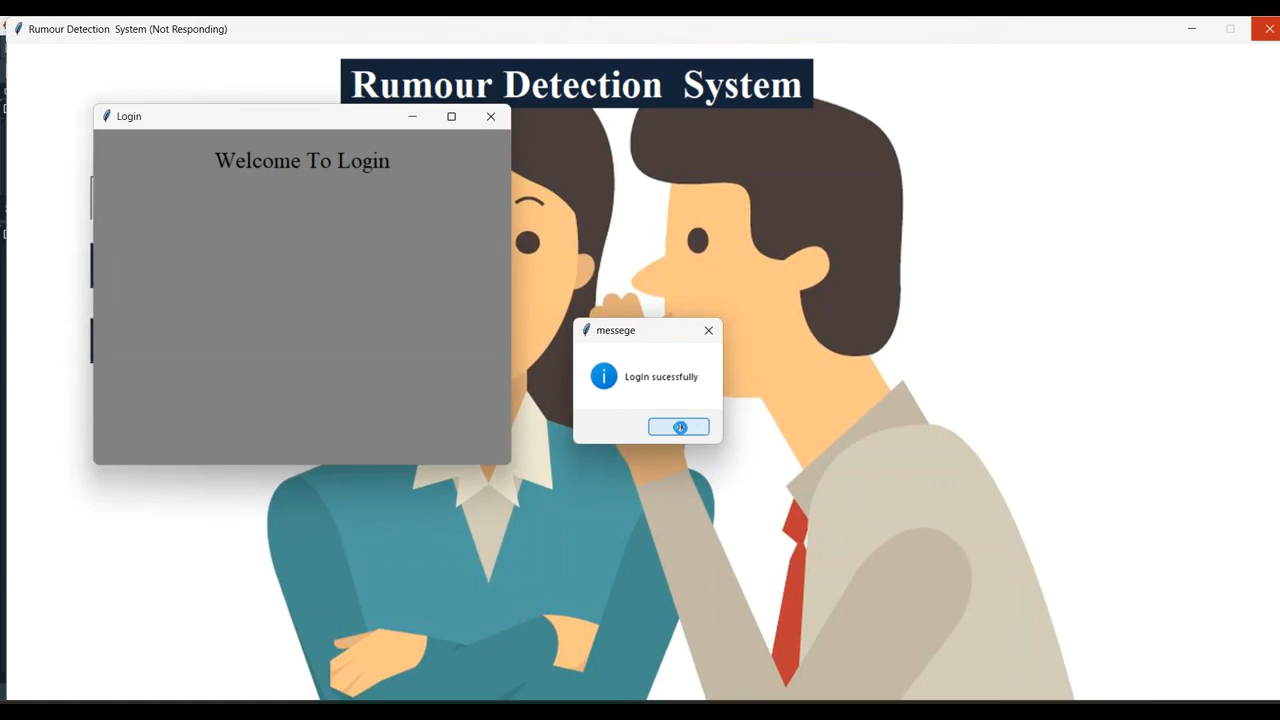 Rumour Detection  System (Not Responding)
Rumour Detection  System
Login
Welcome To Login
messege
LogIn sucessfully